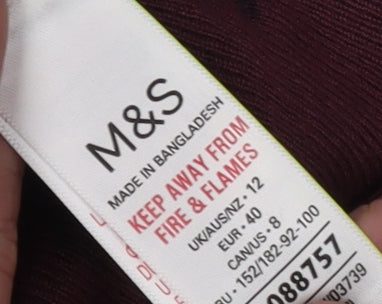 M&S
MADE IN BANGLADESH
KEEP AWAY FROM
FIRE & FLAMES
UK/AUS/NZ • 12
EUR • 40
CAN/US • 8
152/182-92-100
088757
03739